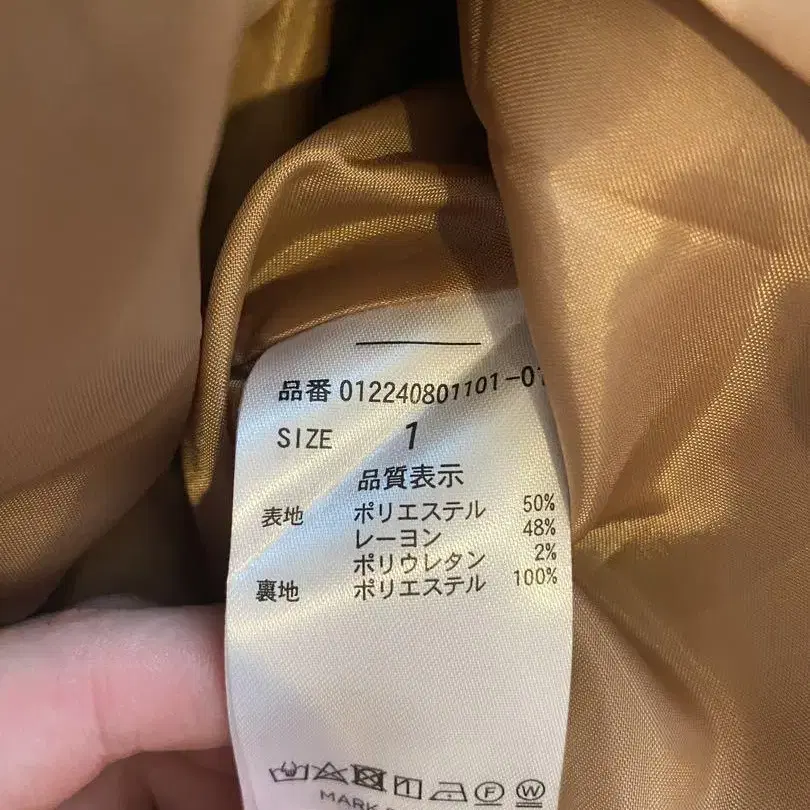 品番 012240801101-01
SIZE 1
品質表示
表地 ポリエステル 50%
レーヨン 48%
ポリウレタン 2%
裏地 ポリエステル 100%
F W
MARK